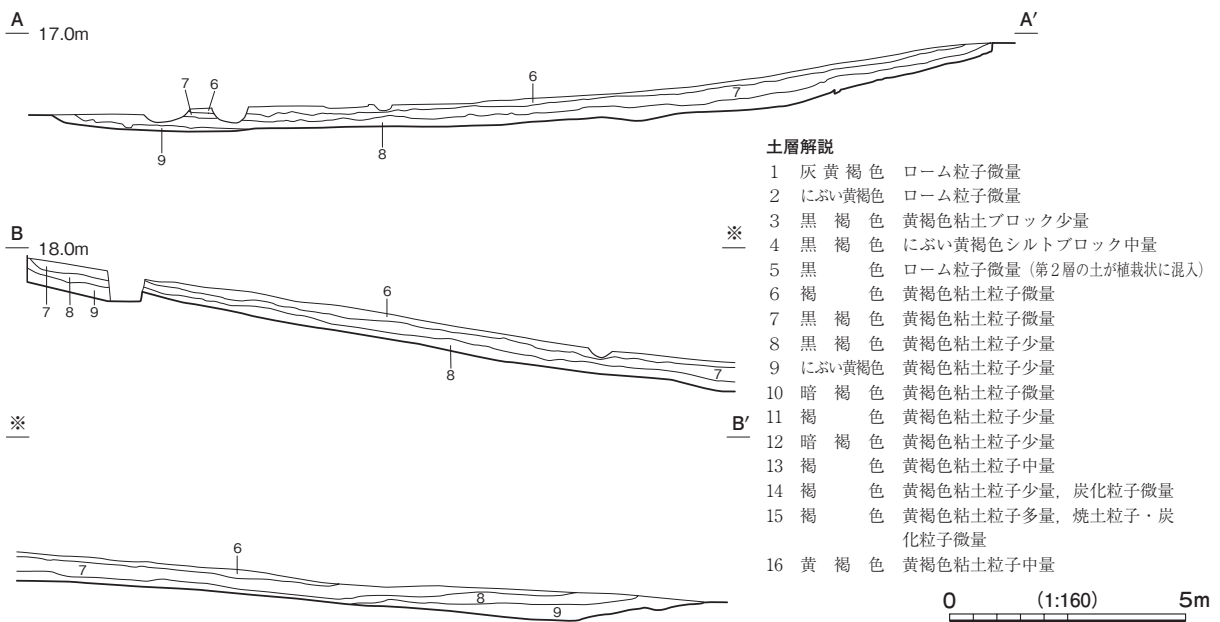 A
17.0m
A′
7
6
6
7
9
8
B
18.0m
※
7
8
9
6
8
7
※
B′
6
7
8
9
土層解説
1 灰黄褐色 ローム粒子微量
2 にぶい黄褐色 ローム粒子微量
3 黒褐色 黄褐色粘土ブロック少量
4 黒褐色 にぶい黄褐色シルトブロック中量
5 黒色 ローム粒子微量（第2層の土が植栽状に混入）
6 褐色 黄褐色粘土粒子微量
7 黒褐色 黄褐色粘土粒子微量
8 黒褐色 黄褐色粘土粒子少量
9 にぶい黄褐色 黄褐色粘土粒子少量
10 暗褐色 黄褐色粘土粒子微量
11 褐色 黄褐色粘土粒子少量
12 暗褐色 黄褐色粘土粒子少量
13 褐色 黄褐色粘土粒子中量
14 褐色 黄褐色粘土粒子少量，炭化粒子微量
15 褐色 黄褐色粘土粒子多量，焼土粒子・炭
化粒子微量
16 黄褐色 黄褐色粘土粒子中量
0 (1:160) 5m